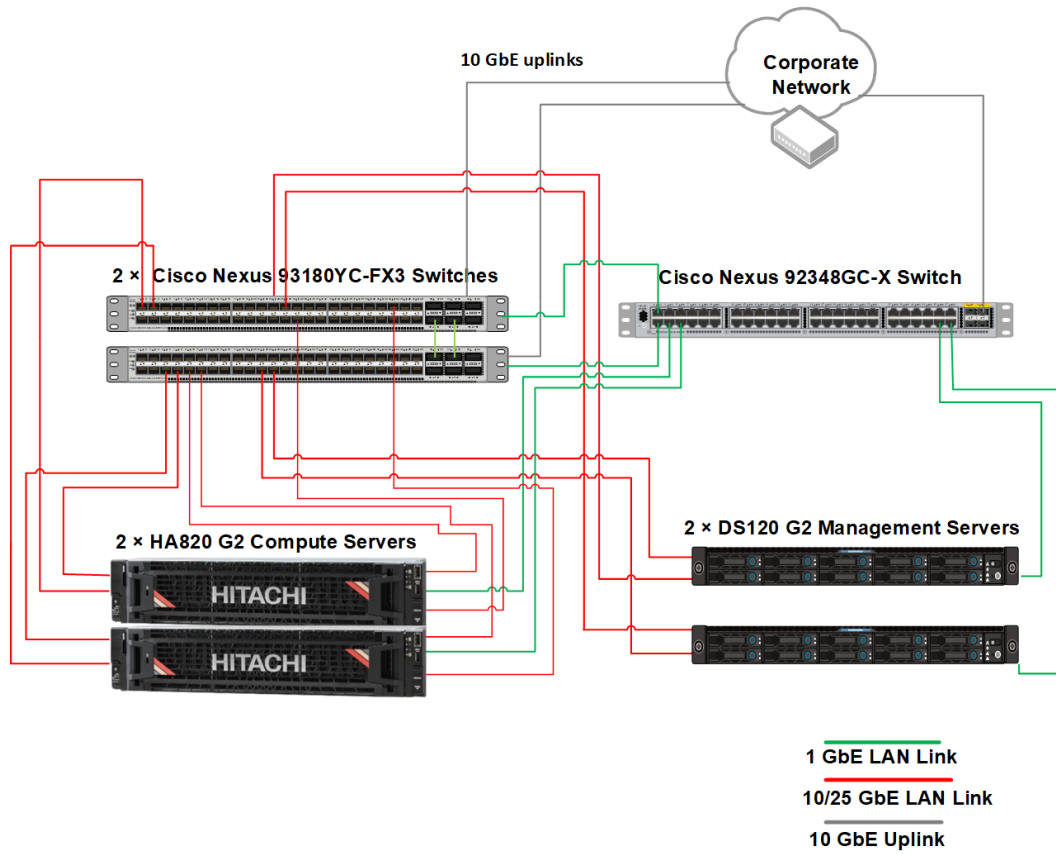 10 GbE uplinks
Corporate
Network
2 × Cisco Nexus 93180YC-FX3 Switches
Cisco Nexus 92348GC-X Switch
2 × HA820 G2 Compute Servers
2 × DS120 G2 Management Servers
HITACHI
HITACHI
1 GbE LAN Link
10/25 GbE LAN Link
10 GbE Uplink